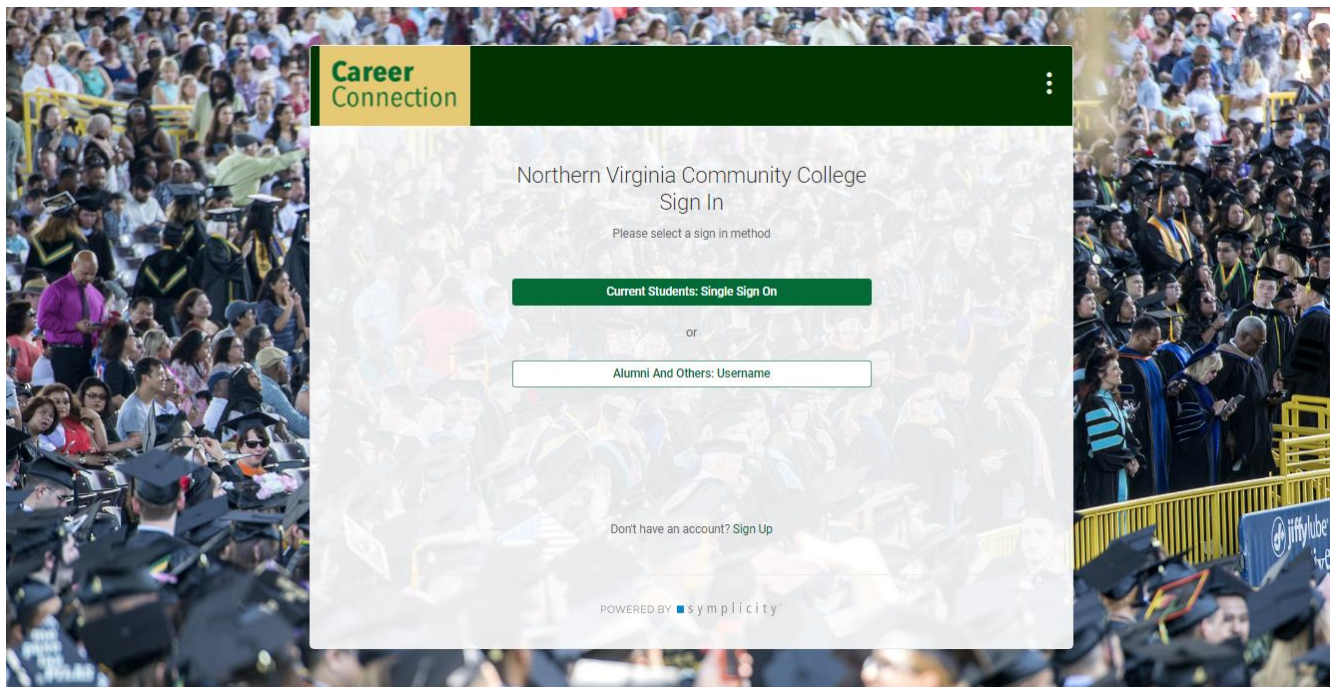 Career
Connection
Northern Virginia Community College
Sign In
Please select a sign in method
Current Students: Single Sign On
or
Alumni And Others: Username
Don't have an account? Sign Up
POWERED BY symplicity
jiffylube